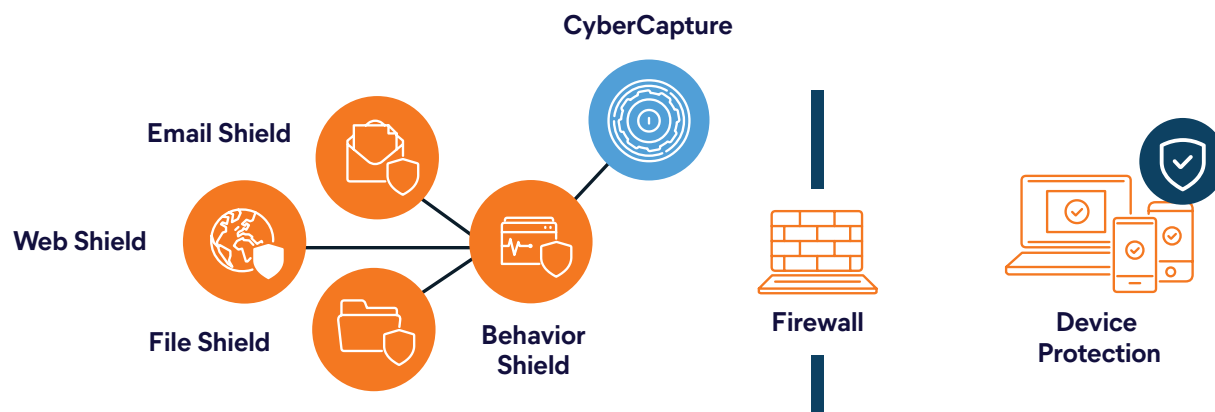 CyberCapture
Email Shield
Web Shield
File Shield
Behavior
Shield
Firewall
Device
Protection